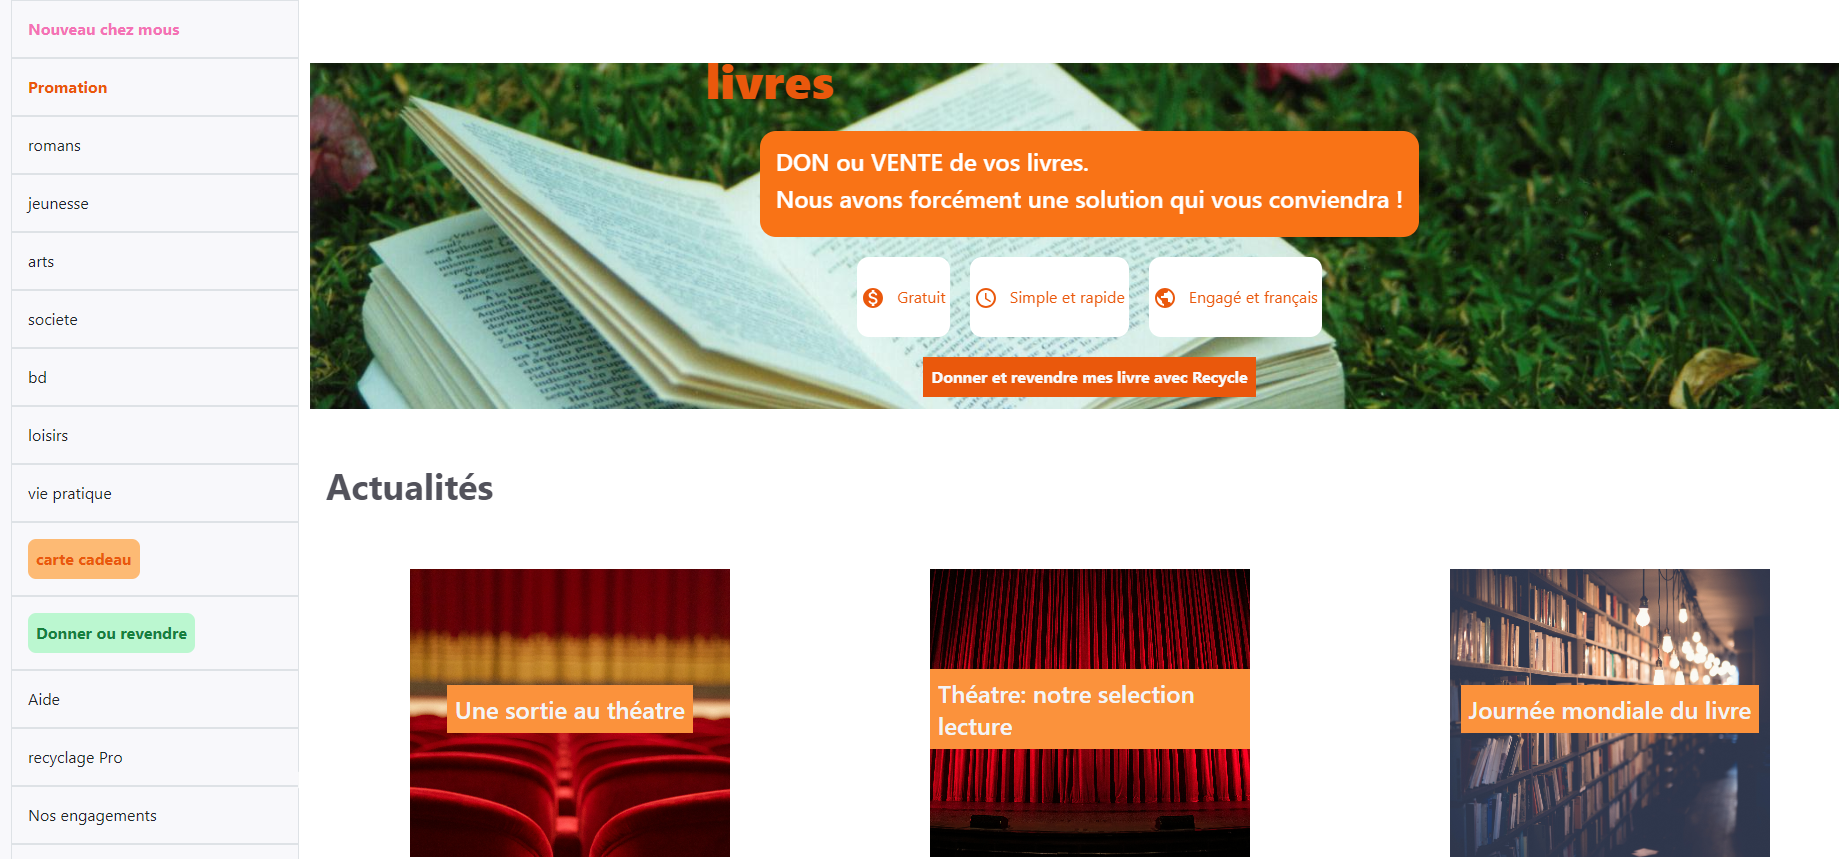 Nouveau chez mous
Promation
romans
jeunesse
arts
societe
bd
loisirs
vie pratique
carte cadeau
Donner ou revendre
Aide
recyclage Pro
Nos engagements
livres
DON ou VENTE de vos livres.
Nous avons forcément une solution qui vous conviendra !
Gratuit
Simple et rapide
Engagé et français
Donner et revendre mes livre avec Recycle
Actualités
Une sortie au théatre
Théatre: notre selection
lecture
Journée mondiale du livre